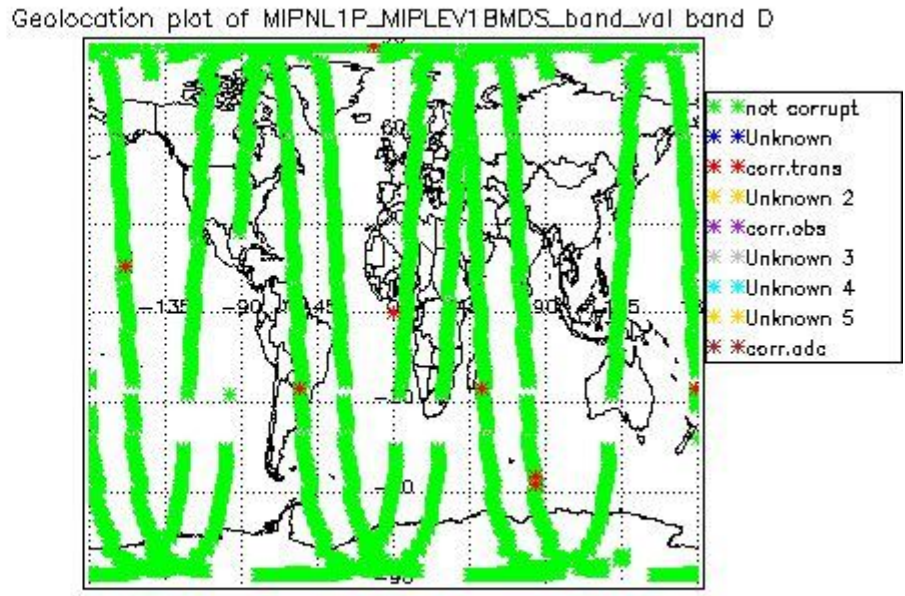 Geolocation plot of MIPNL1P_MIPLEV1BMDS_band_val band D
60
-135 -90 45 90
-90
not corrupt
Unknown
corr.trans
Unknown 2
corr.obs
Unknown 3
Unknown 4
Unknown 5
corr.adc